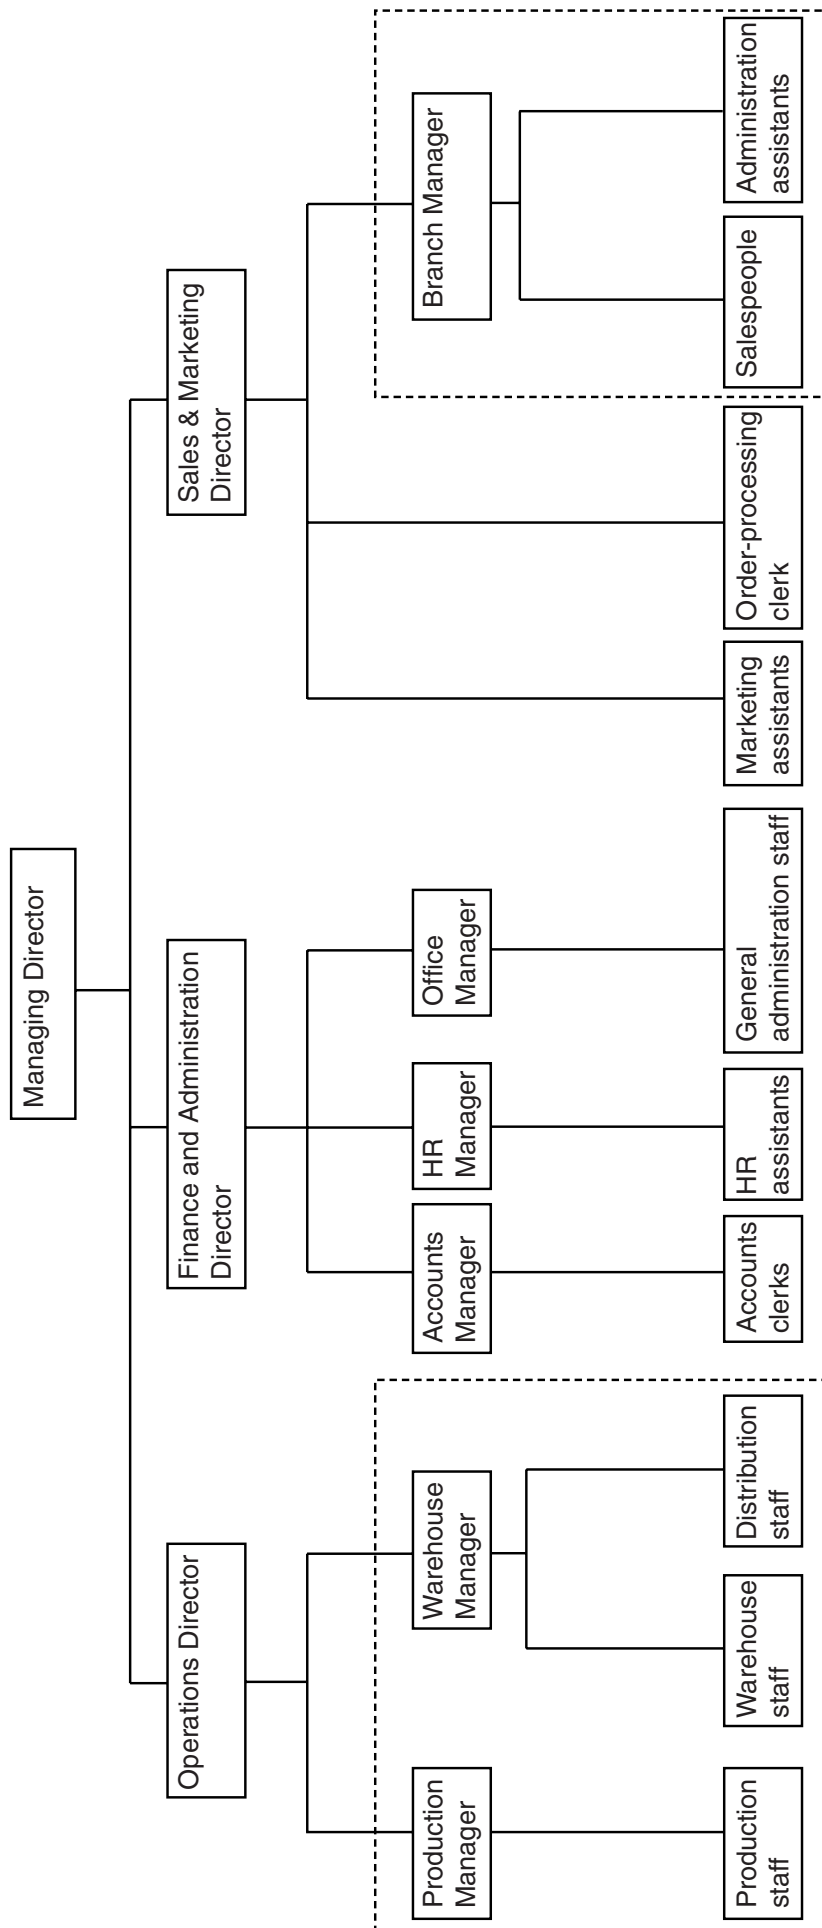 Managing Director
Operations Director
Finance and Administration
Director
Sales & Marketing
Director
Production
Manager
Warehouse
Manager
Accounts
Manager
HR
Manager
Office
Manager
Branch Manager
Production
staff
Warehouse
staff
Distribution
staff
Accounts
clerks
HR
assistants
General
administration staff
Marketing
assistants
Order-processing
clerk
Salespeople
Administration
assistants